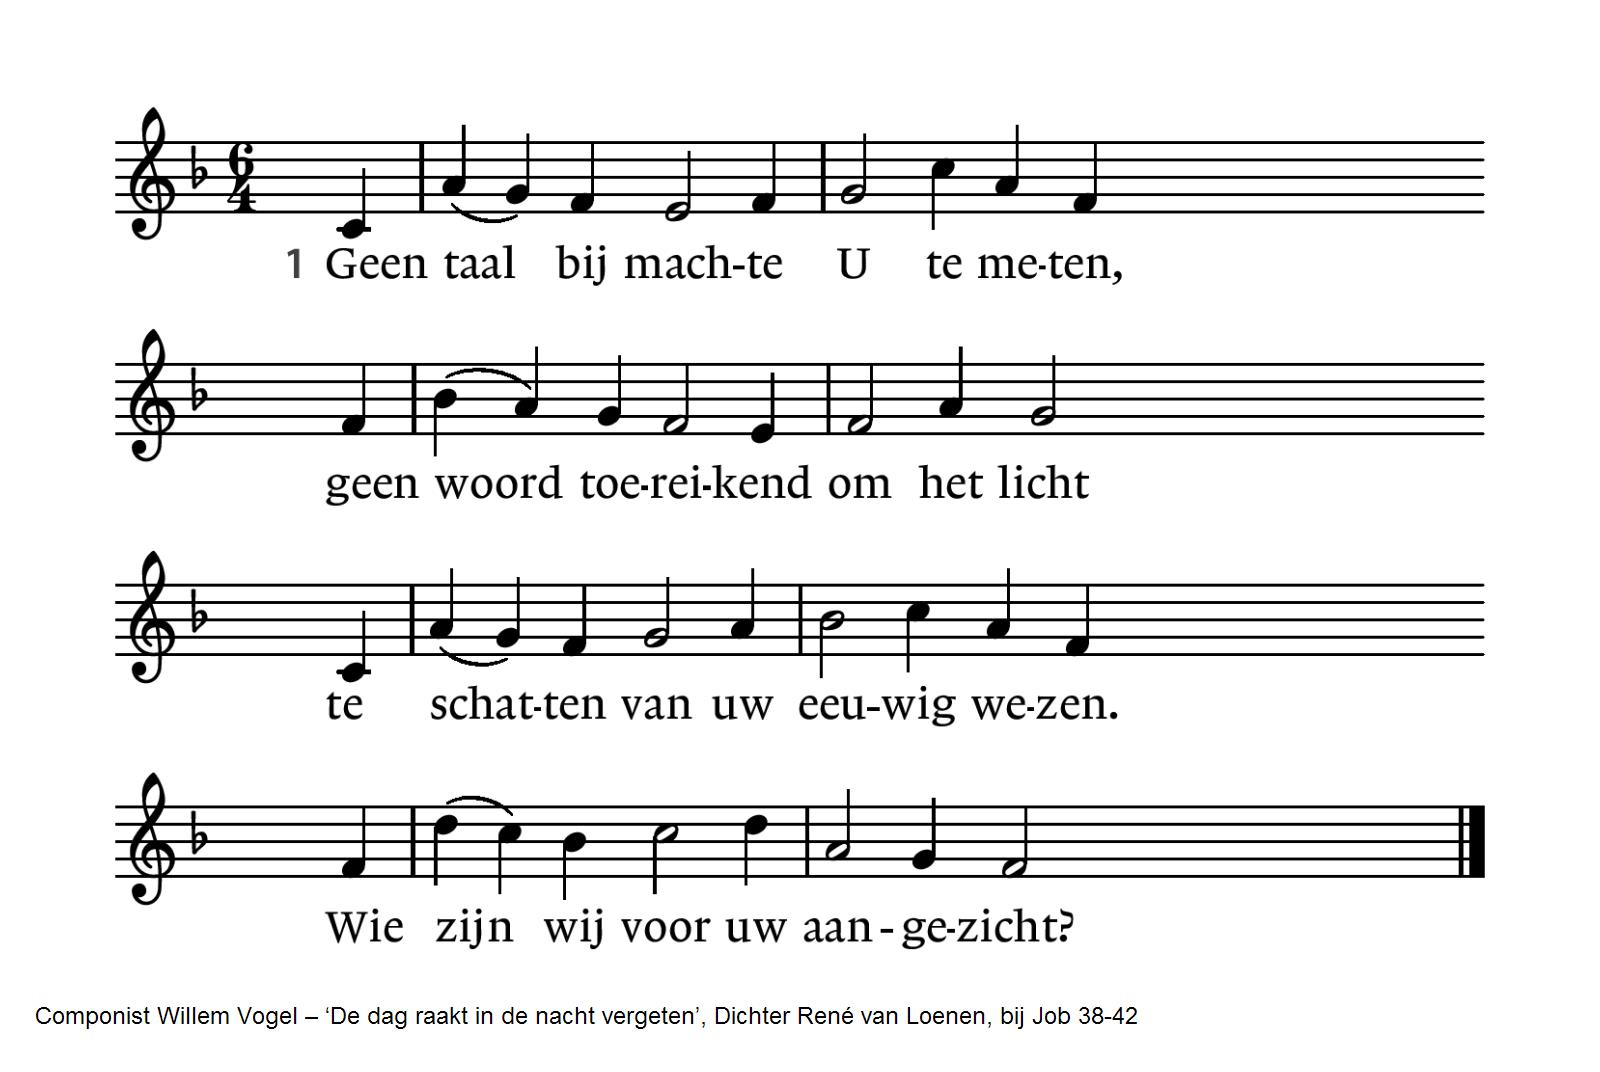 6
4
1 Geen taal bij mach-te U te me-ten,
geen woord toe-rei-kend om het licht
te schat-ten van uw eeu-wig we-zen.
Wie zijn wij voor uw aan-ge-zicht?
Componist Willem Vogel – ‘De dag raakt in de nacht vergeten’, Dichter René van Loenen, bij Job 38-42